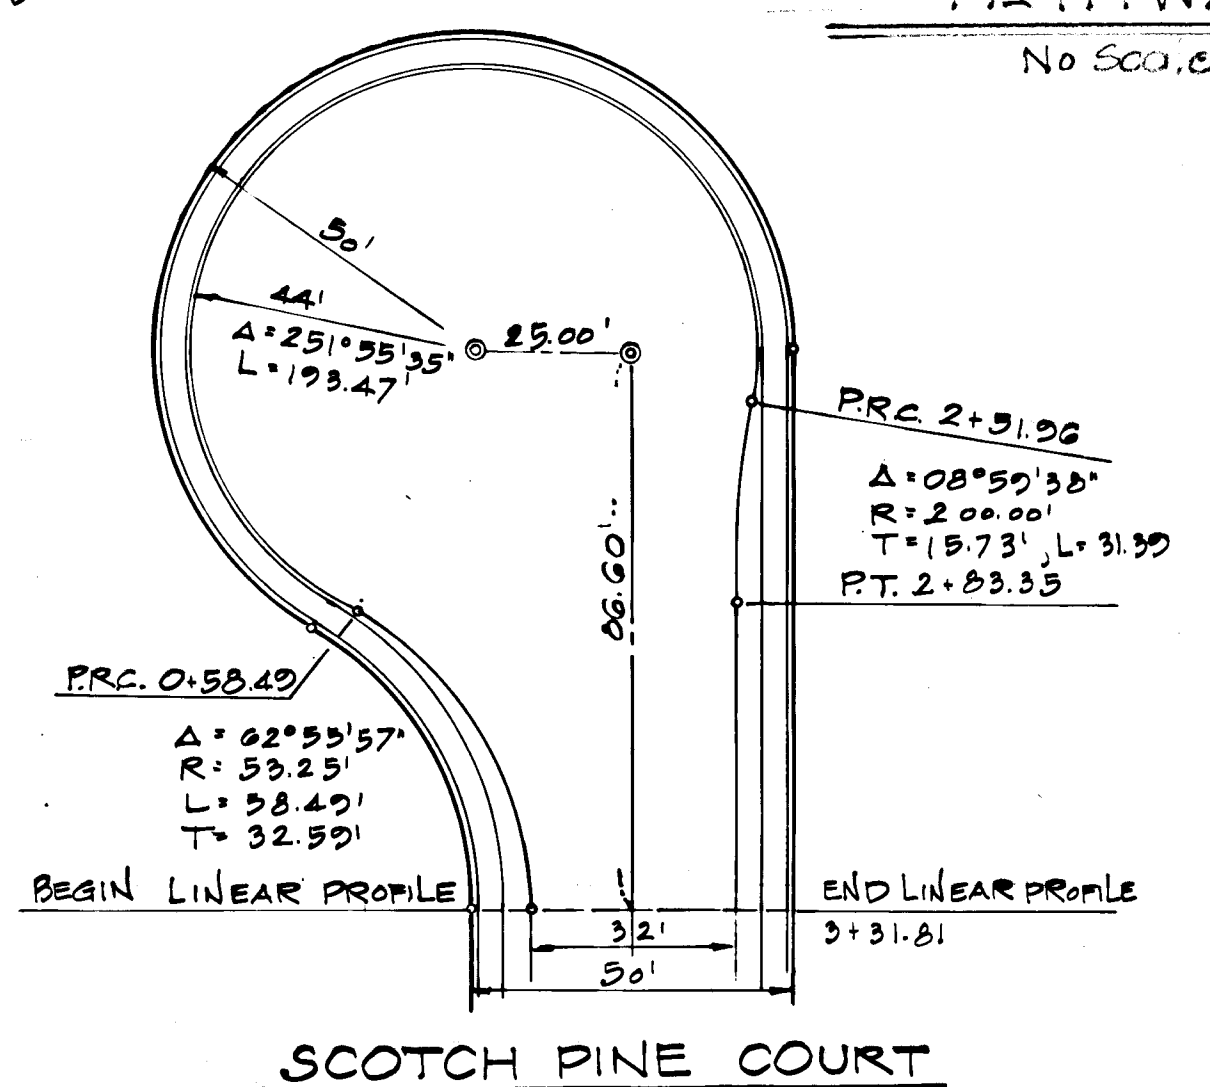 No Scale
50'
44'
Δ = 251°55'35"
L = 193.47'
25.00'
86.60'
P.R.C. 2+51.96
Δ = 08°59'38"
R = 200.00'
T = 15.73', L = 31.39
P.T. 2+83.35
P.R.C. 0+58.49
Δ = 62°55'57"
R = 53.25'
L = 58.49'
T = 32.59'
BEGIN LINEAR PROFILE
END LINEAR PROFILE
3+31.81
32'
50'
SCOTCH PINE COURT